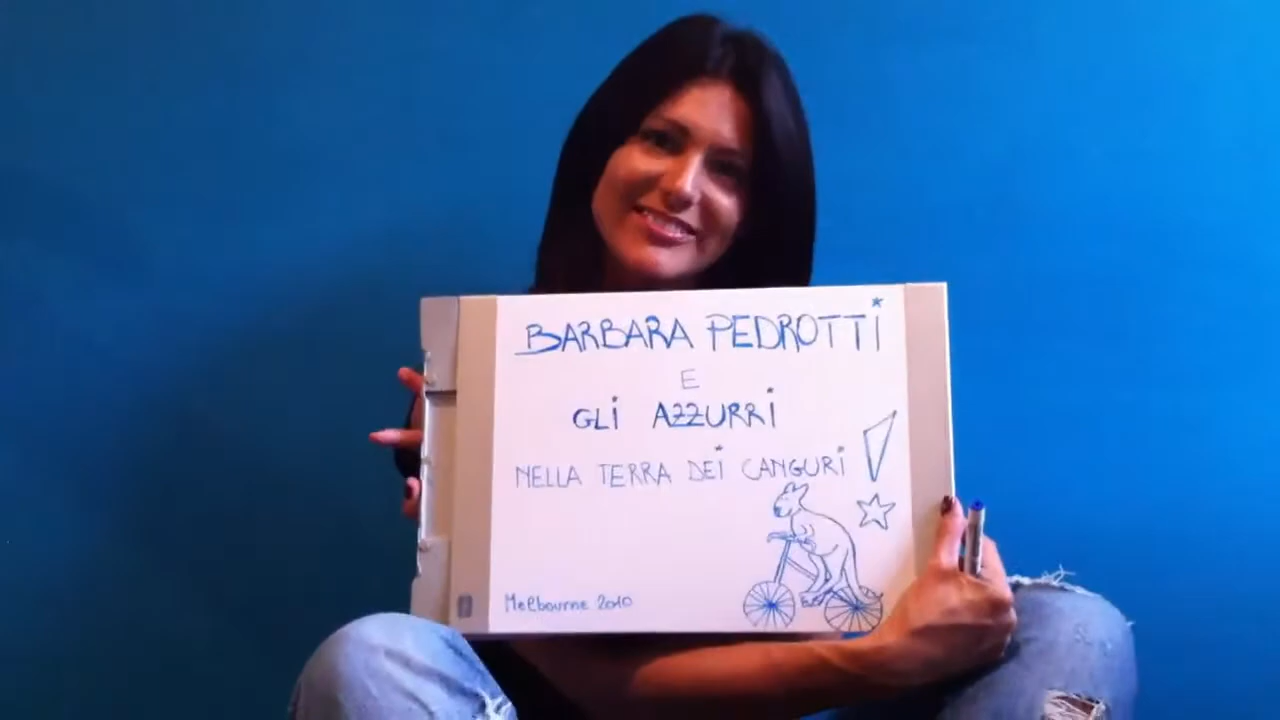 BARBARA PEDROTTI
E
GLI AZZURRI
NELLA TERRA DEI CANGURI!
Melbourne 2010